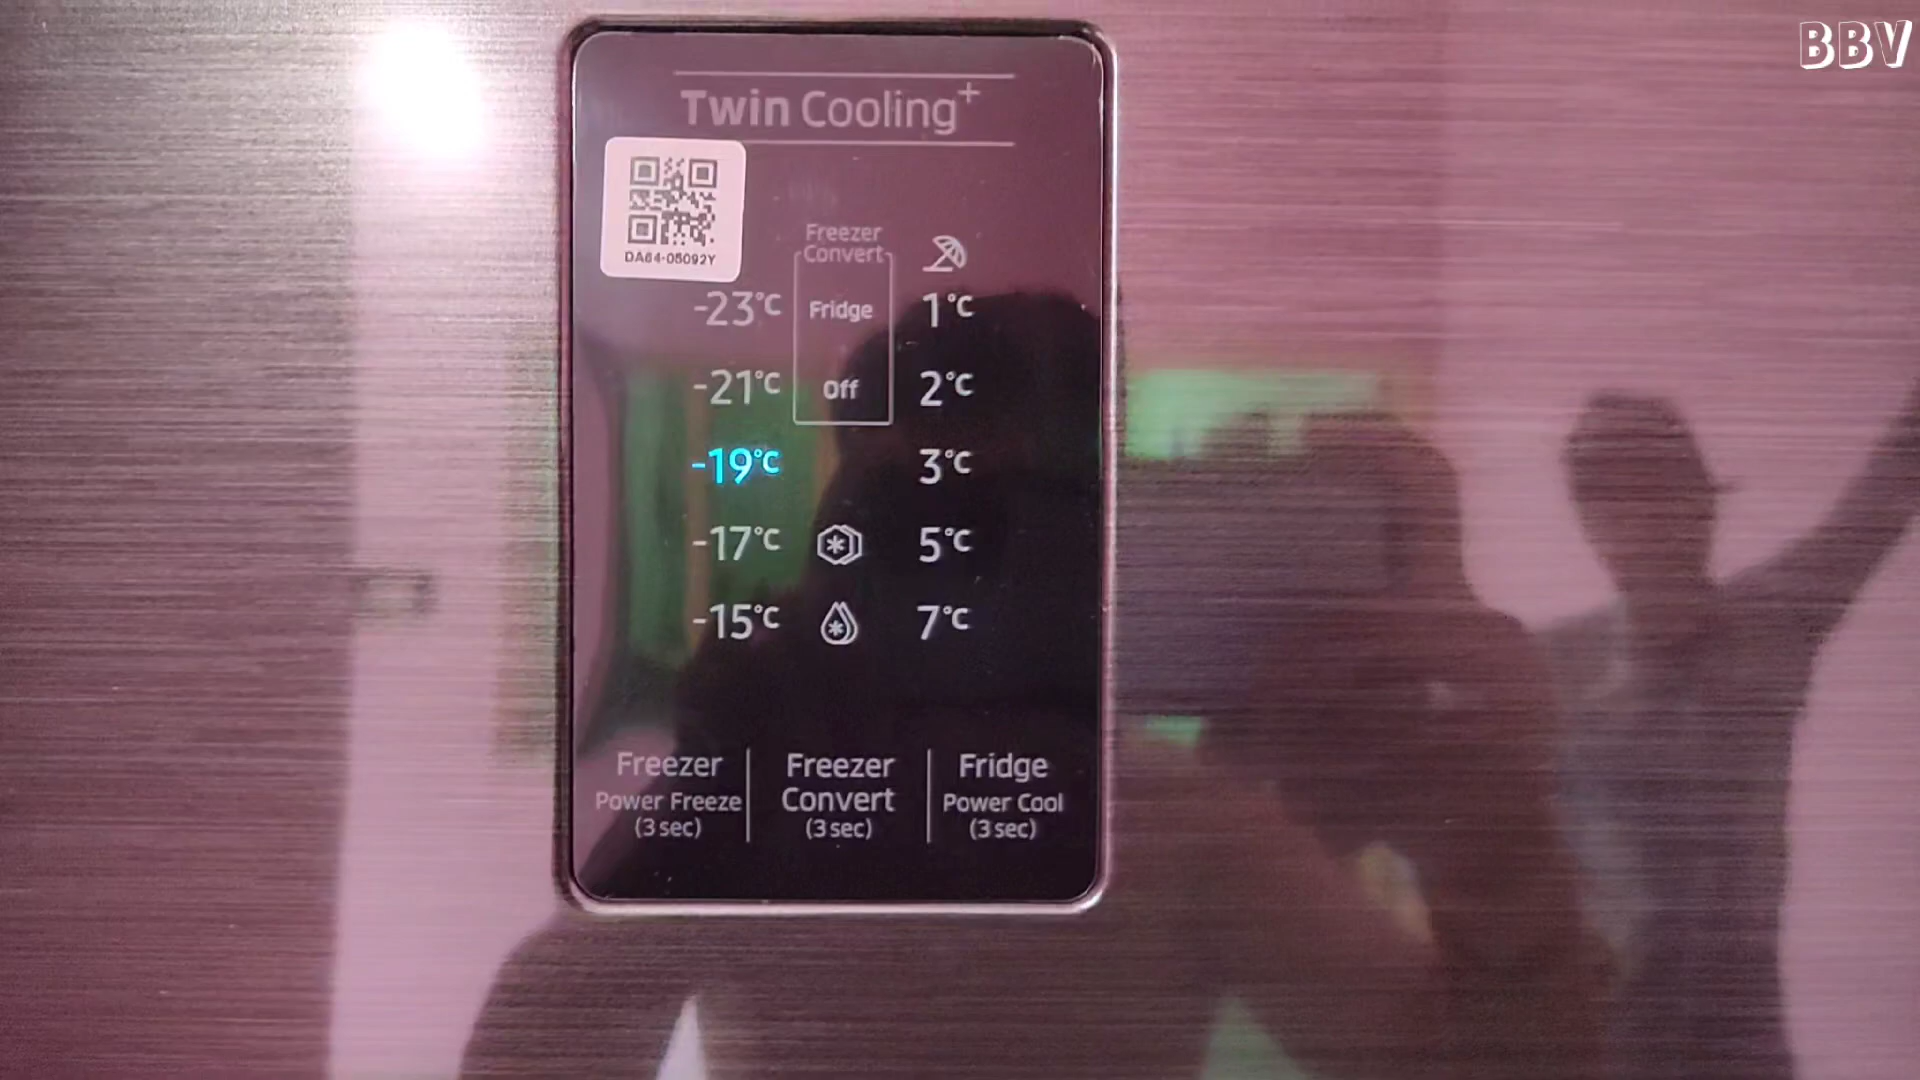 BBV
Twin Cooling+
DA64-05092Y
Freezer
Convert
-23°C Fridge 1°C
-21°C Off 2°C
-19°C 3°C
-17°C 5°C
-15°C 7°C
Freezer
Power Freeze
(3 sec)
Freezer
Convert
(3 sec)
Fridge
Power Cool
(3 sec)